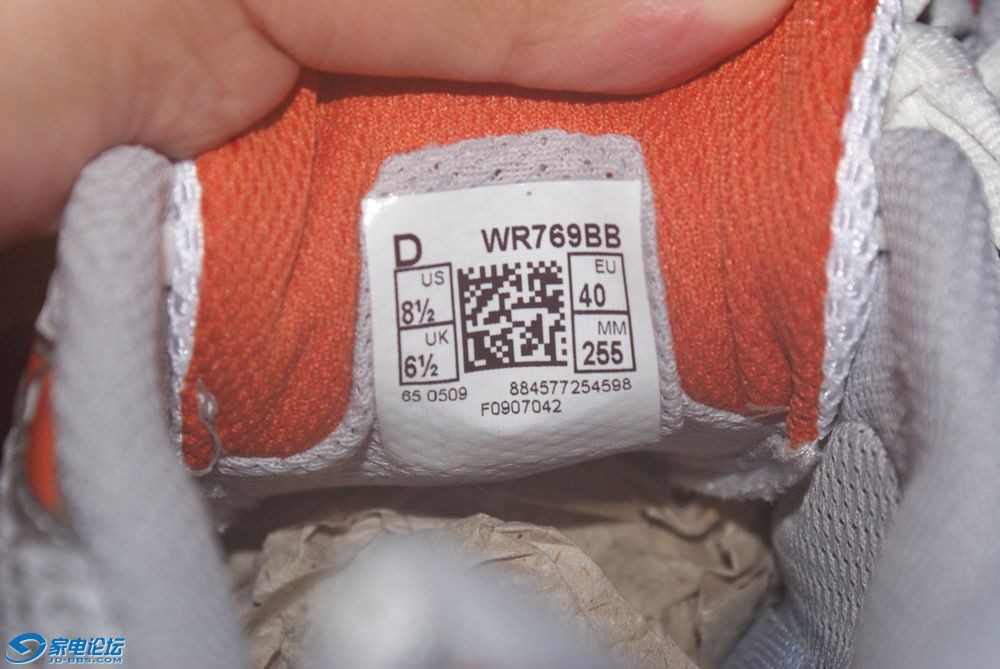 D WR769BB
US EU
8½ 40
UK MM
6½ 255
65 0509 884577254598
F0907042
家电论坛
JD-BBS.COM